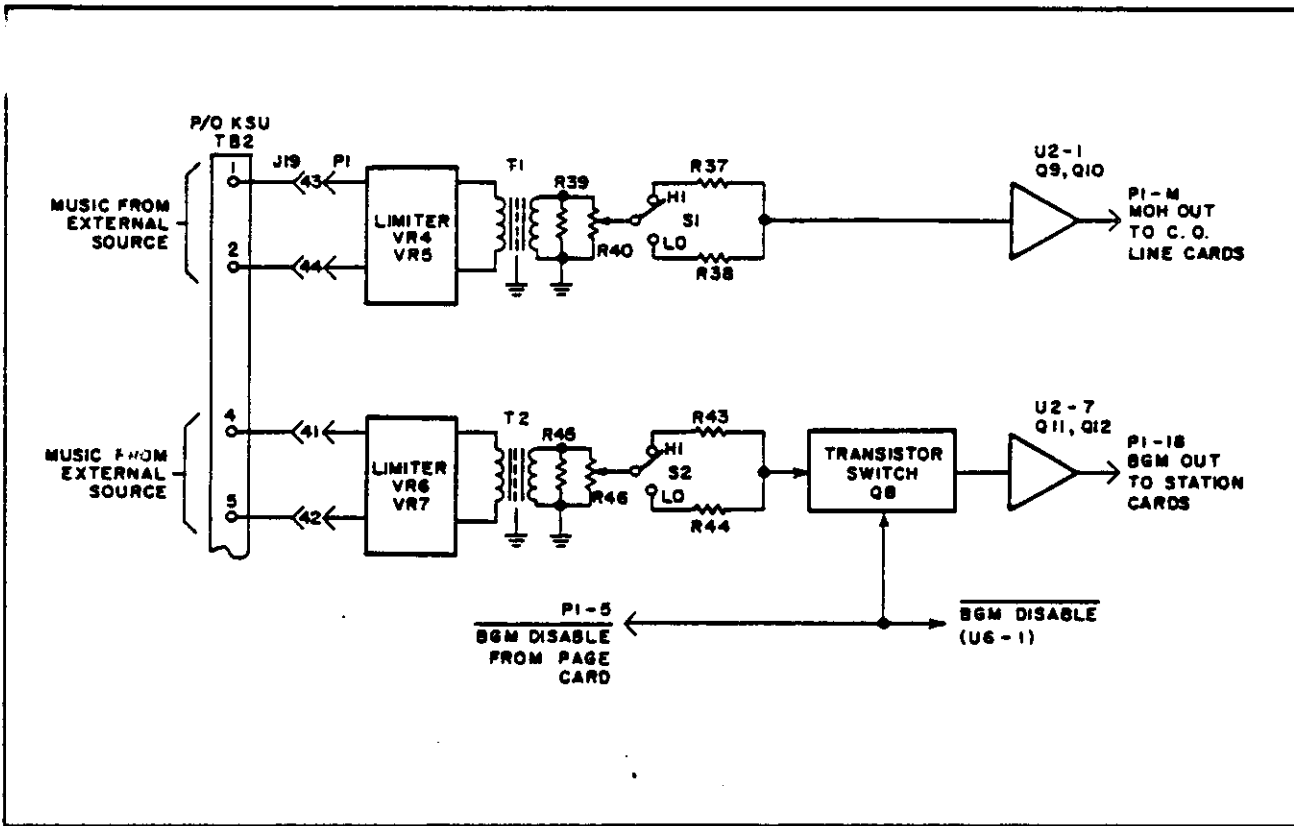 P/O KSU
TB2
1
J19
43
P1
MUSIC FROM
EXTERNAL
SOURCE
2
44
LIMITER
VR4
VR5
T1
R39
R40
HI
S1
LO
R37
R38
U2-1
Q9, Q10
P1-M
MOH OUT
TO C.O.
LINE CARDS
4
41
MUSIC FROM
EXTERNAL
SOURCE
5
42
LIMITER
VR6
VR7
T2
R45
R46
HI
S2
LO
R43
R44
TRANSISTOR
SWITCH
Q8
U2-7
Q11, Q12
P1-18
BGM OUT
TO STATION
CARDS
P1-5
BGM DISABLE
FROM PAGE
CARD
BGM DISABLE
(U6-1)